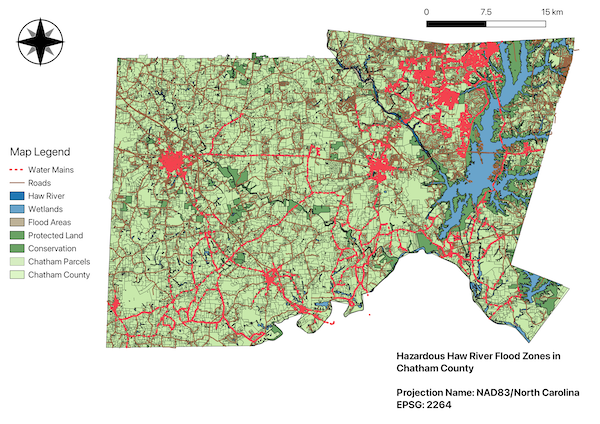 0 7.5 15 km
Map Legend
Water Mains
Roads
Haw River
Wetlands
Flood Areas
Protected Land
Conservation
Chatham Parcels
Chatham County
Hazardous Haw River Flood Zones in
Chatham County
Projection Name: NAD83/North Carolina
EPSG: 2264